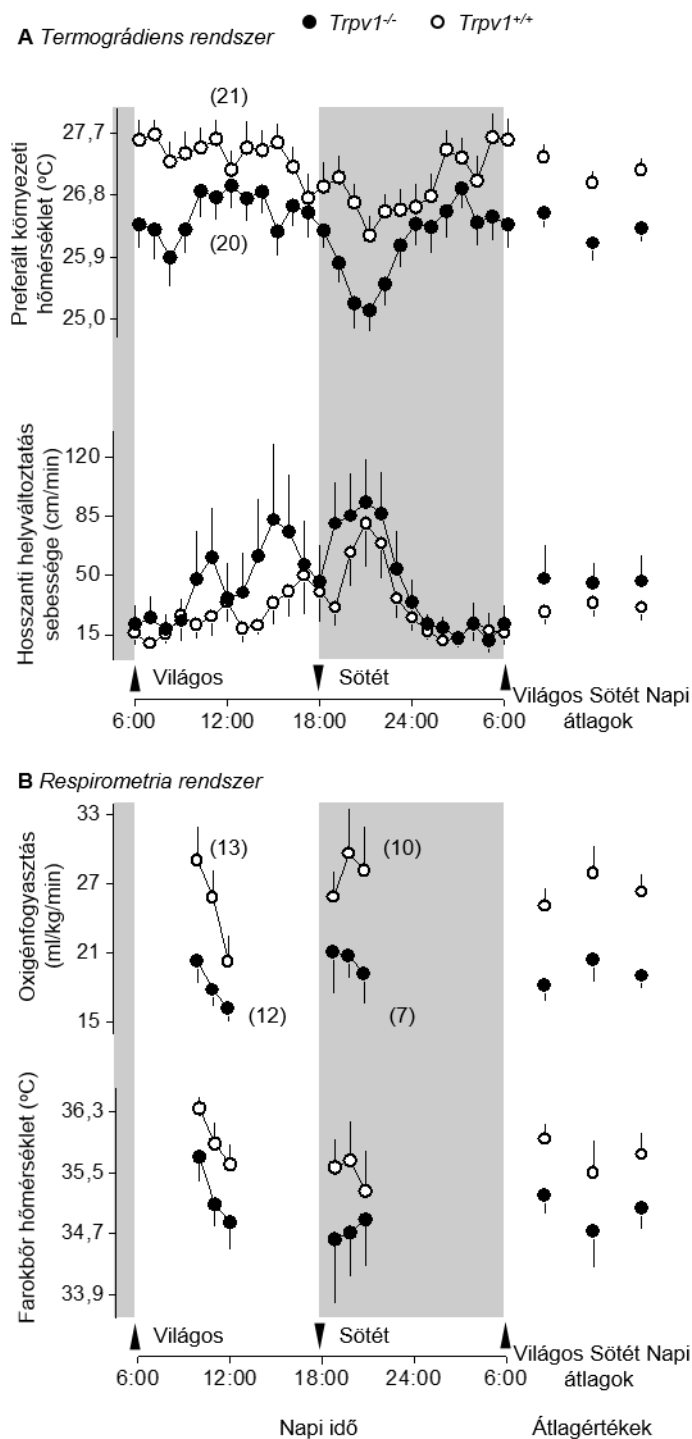 A Termográdiens rendszer
Trpv1-/- Trpv1+/+
Preferált környezeti
hőmérséklet (ºC)
27,7
26,8
25,9
25,0
(21)
(20)
Hosszanti helyváltoztatás
sebessége (cm/min)
120
85
50
15
Világos
Sötét
6:00
12:00
18:00
24:00
6:00
Világos Sötét Napi
átlagok
B Respirometria rendszer
Oxigénfogyasztás
(ml/kg/min)
33
27
21
15
(13)
(10)
(12)
(7)
Farokbőr hőmérséklet (ºC)
36,3
35,5
34,7
33,9
Világos
Sötét
6:00
12:00
18:00
24:00
6:00
Világos Sötét Napi
átlagok
Napi idő
Átlagértékek